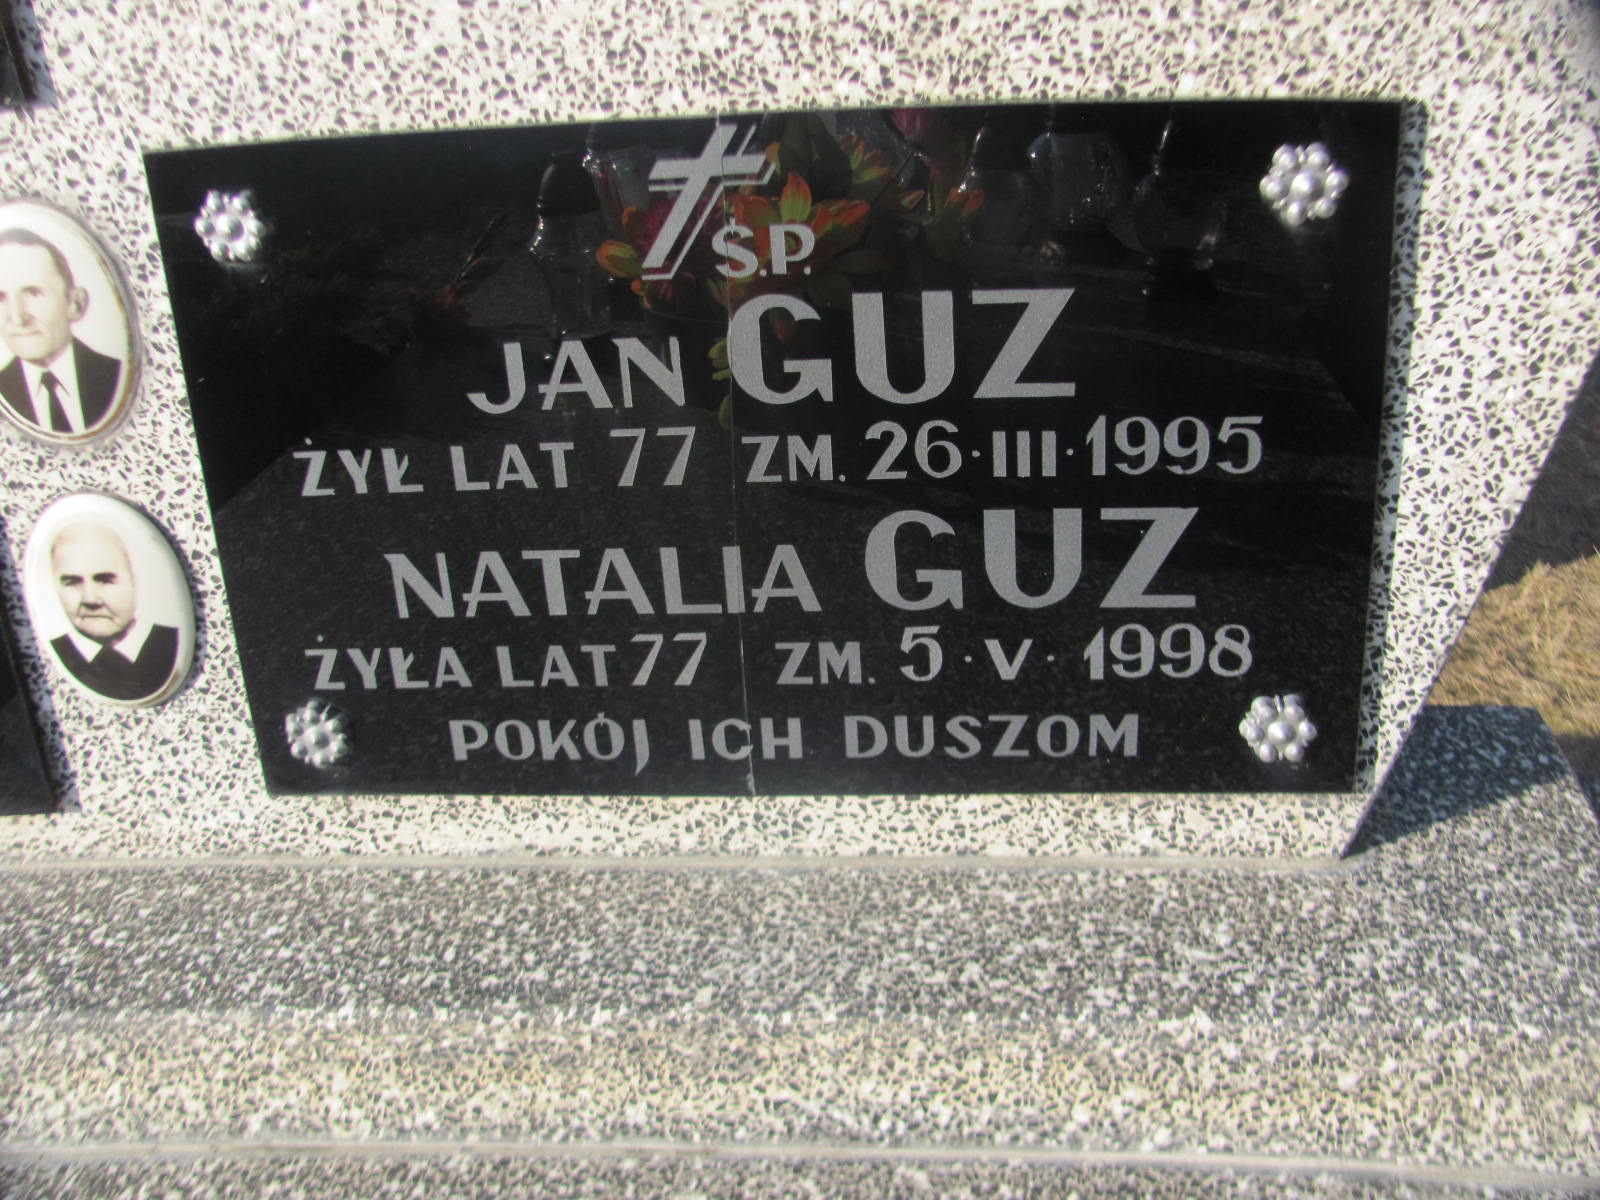 Ś.P.
JAN GUZ
ŻYŁ LAT 77 ZM. 26·III·1995
NATALIA GUZ
ŻYŁA LAT 77 ZM. 5·V·1998
POKÓJ ICH DUSZOM